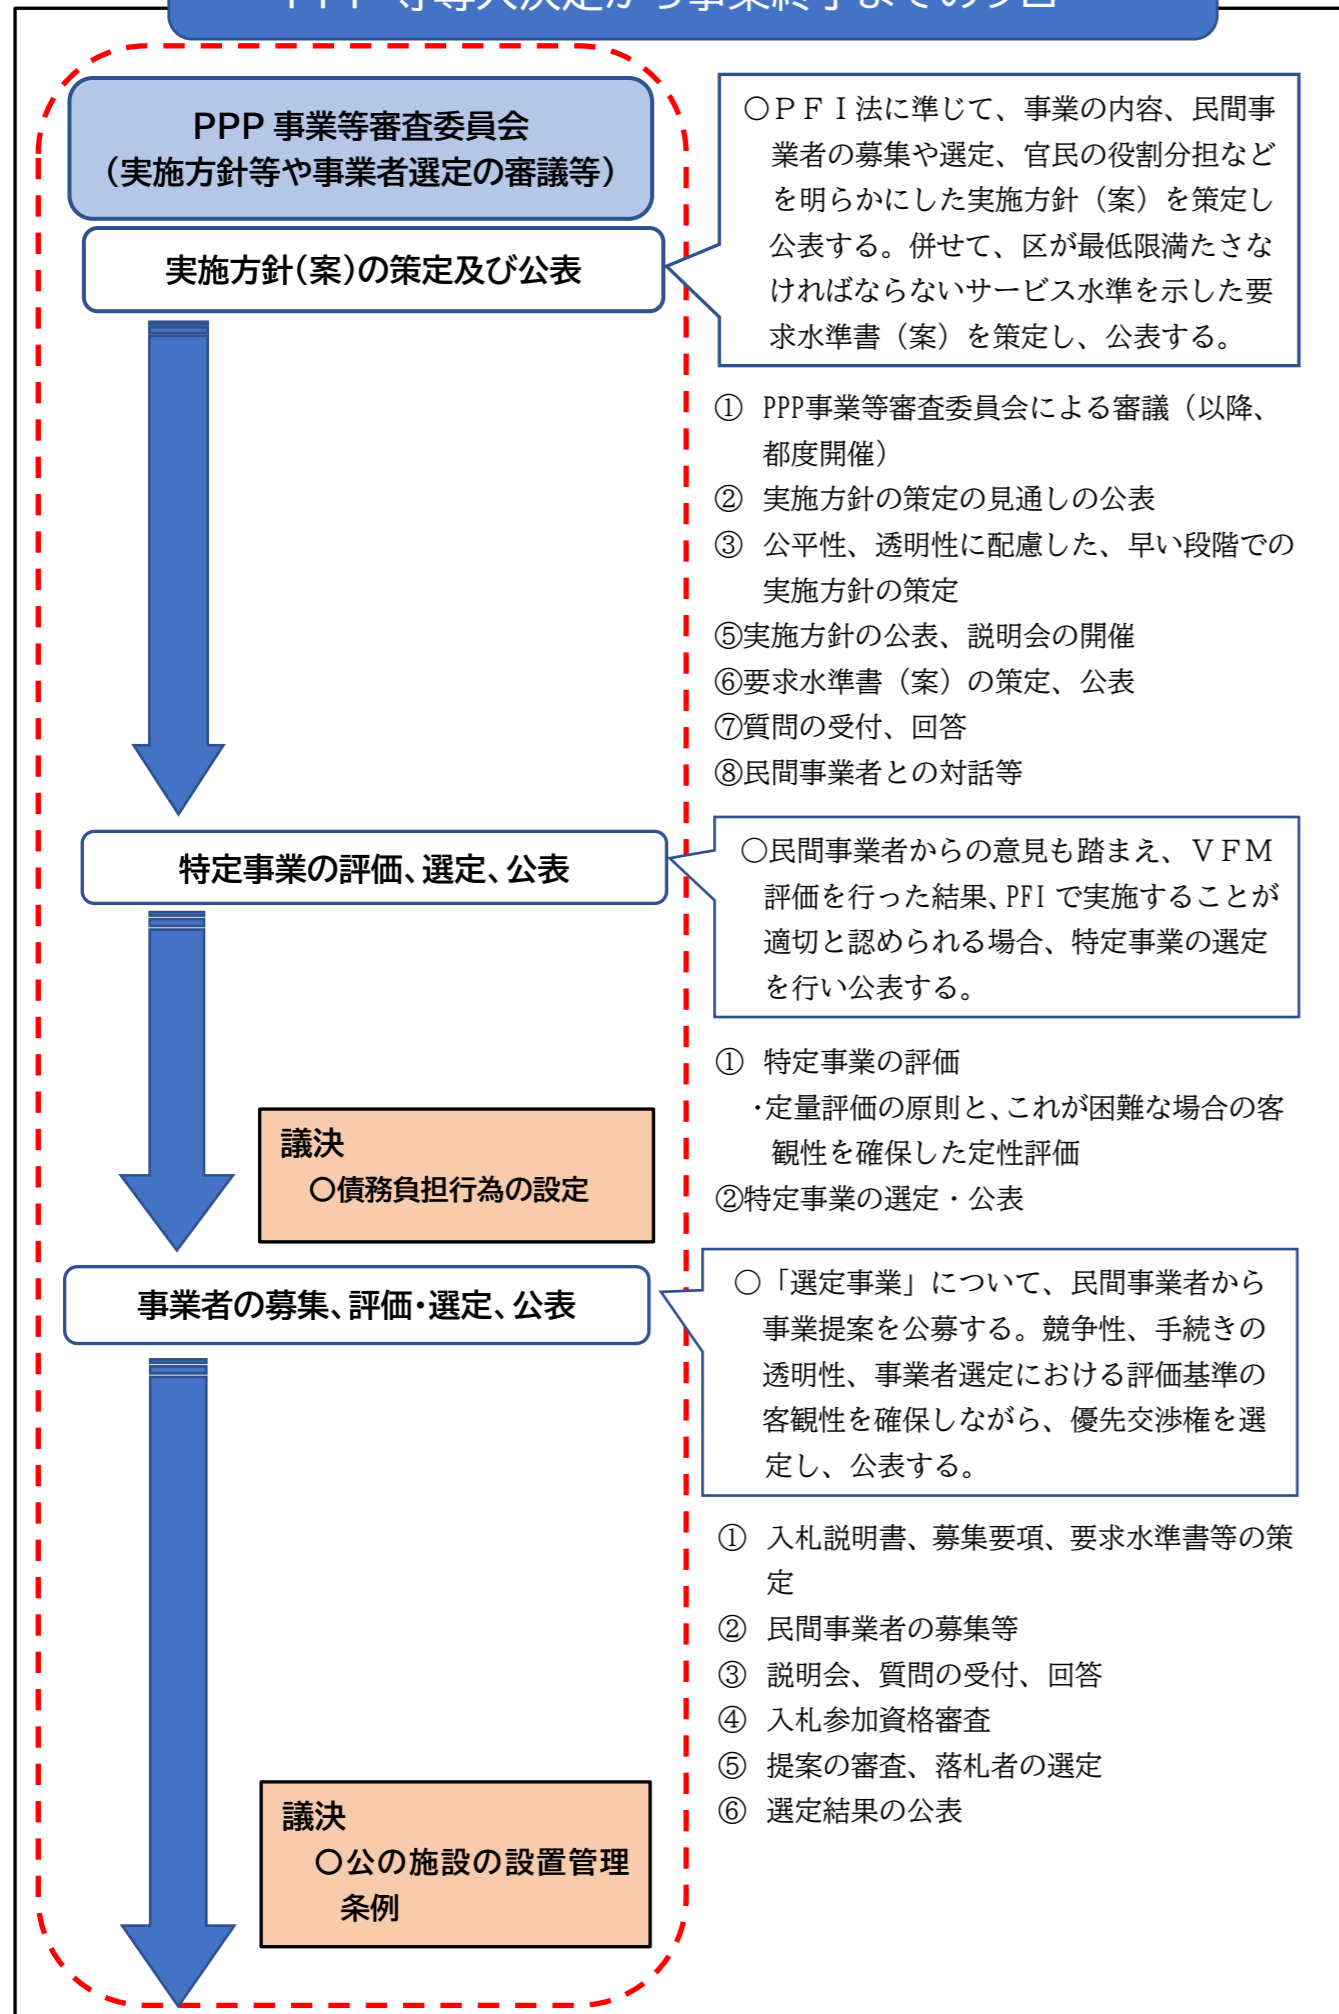 PPP 事業等審査委員会
（実施方針等や事業者選定の審議等）
実施方針（案）の策定及び公表
〇ＰＦＩ法に準じて、事業の内容、民間事
業者の募集や選定、官民の役割分担など
を明らかにした実施方針（案）を策定し
公表する。併せて、区が最低限満たさな
ければならないサービス水準を示した要
求水準書（案）を策定し、公表する。
① PPP事業等審査委員会による審議（以降、
都度開催）
② 実施方針の策定の見通しの公表
③ 公平性、透明性に配慮した、早い段階での
実施方針の策定
⑤実施方針の公表、説明会の開催
⑥要求水準書（案）の策定、公表
⑦質問の受付、回答
⑧民間事業者との対話等
特定事業の評価、選定、公表
〇民間事業者からの意見も踏まえ、ＶＦＭ
評価を行った結果、PFI で実施することが
適切と認められる場合、特定事業の選定
を行い公表する。
① 特定事業の評価
・定量評価の原則と、これが困難な場合の客
観性を確保した定性評価
②特定事業の選定・公表
議決
〇債務負担行為の設定
事業者の募集、評価・選定、公表
〇「選定事業」について、民間事業者から
事業提案を公募する。競争性、手続きの
透明性、事業者選定における評価基準の
客観性を確保しながら、優先交渉権を選
定し、公表する。
① 入札説明書、募集要項、要求水準書等の策
定
② 民間事業者の募集等
③ 説明会、質問の受付、回答
④ 入札参加資格審査
⑤ 提案の審査、落札者の選定
⑥ 選定結果の公表
議決
〇公の施設の設置管理
条例